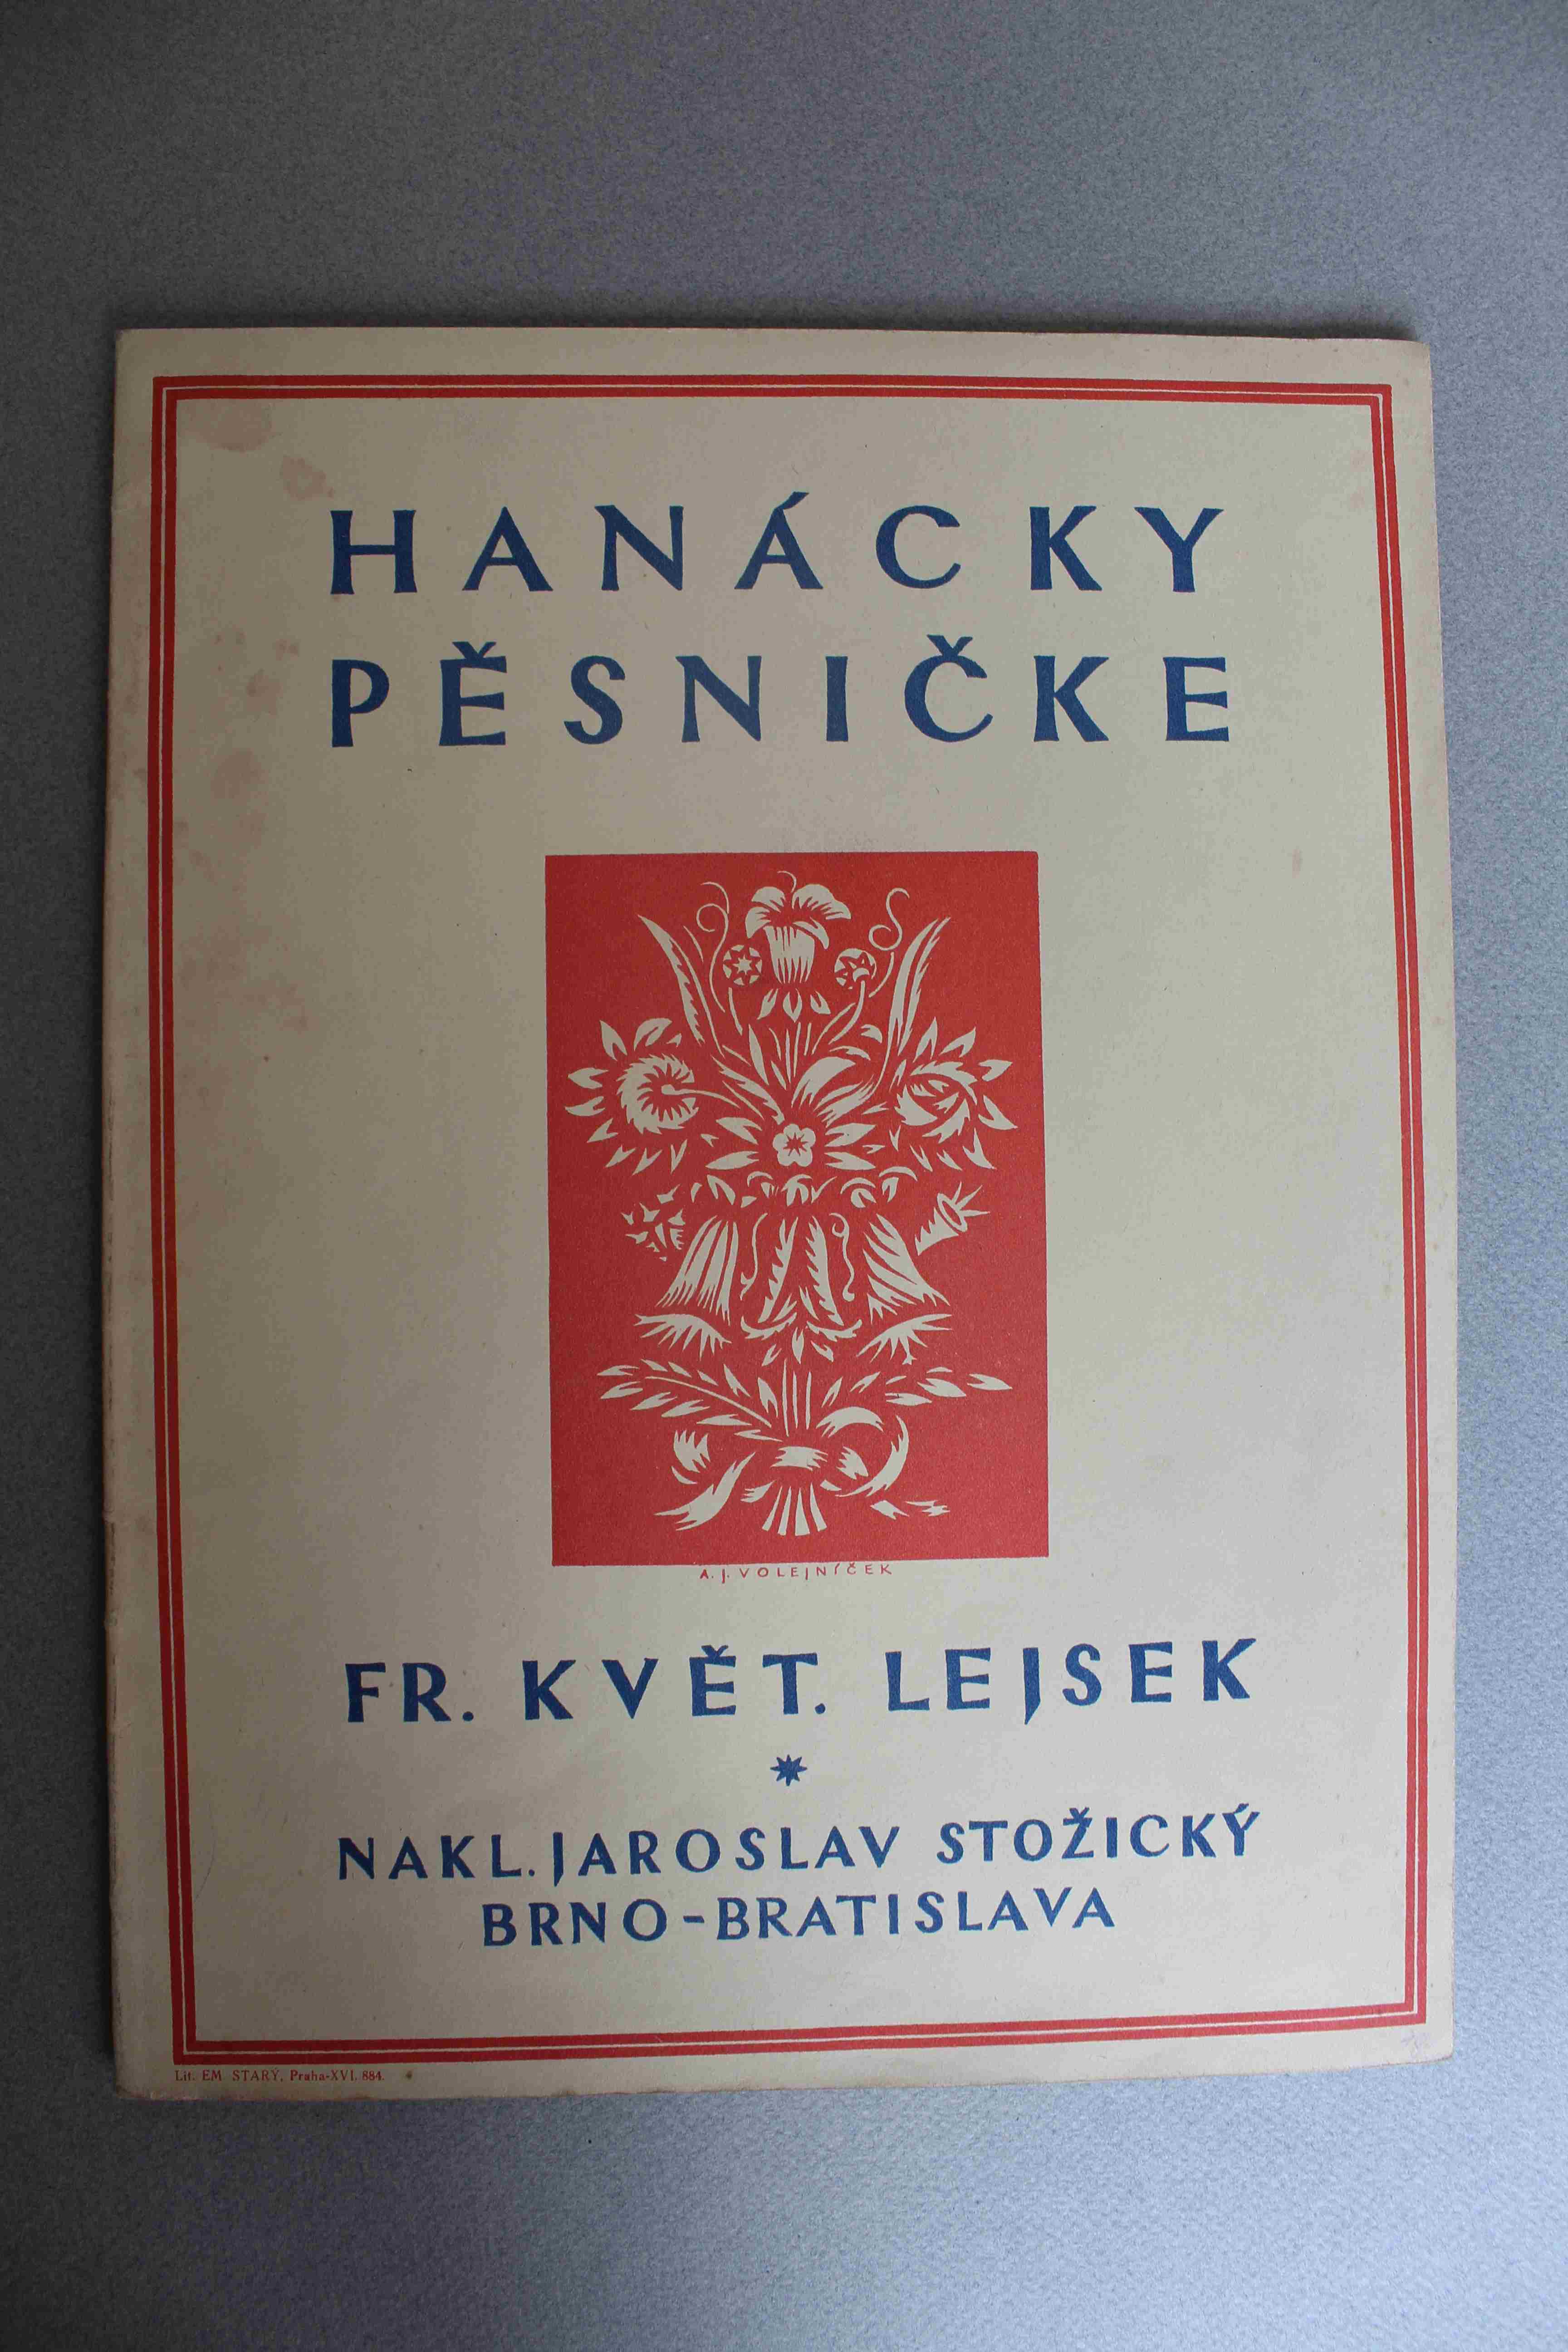 HANÁCKY
PĚSNIČKE
A. J. VOLEJNÍČEK
FR. KVĚT. LEJSEK
NAKL. JAROSLAV STOŽICKÝ
BRNO-BRATISLAVA
Lit. EM STARÝ, Praha-XVI. 884.